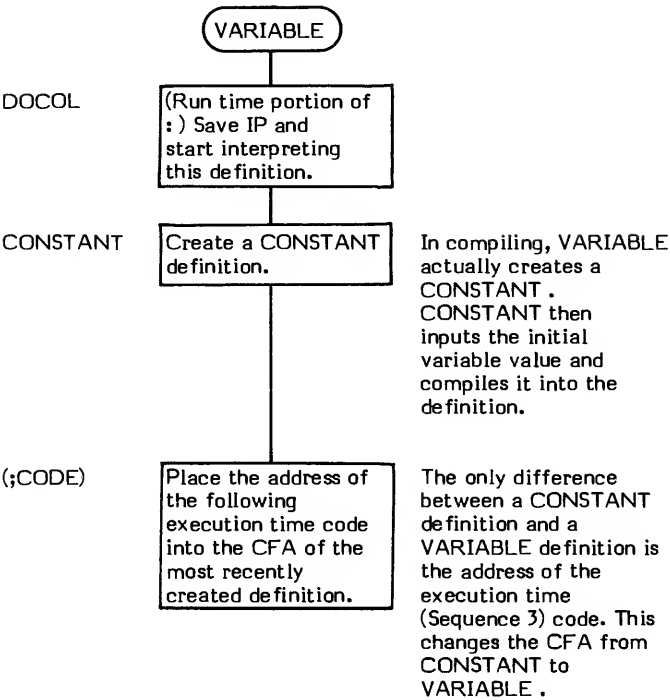 VARIABLE
DOCOL
(Run time portion of
: ) Save IP and
start interpreting
this definition.
CONSTANT
Create a CONSTANT
definition.
In compiling, VARIABLE
actually creates a
CONSTANT .
CONSTANT then
inputs the initial
variable value and
compiles it into the
definition.
(;CODE)
Place the address of
the following
execution time code
into the CFA of the
most recently
created definition.
The only difference
between a CONSTANT
definition and a
VARIABLE definition is
the address of the
execution time
(Sequence 3) code. This
changes the CFA from
CONSTANT to
VARIABLE .